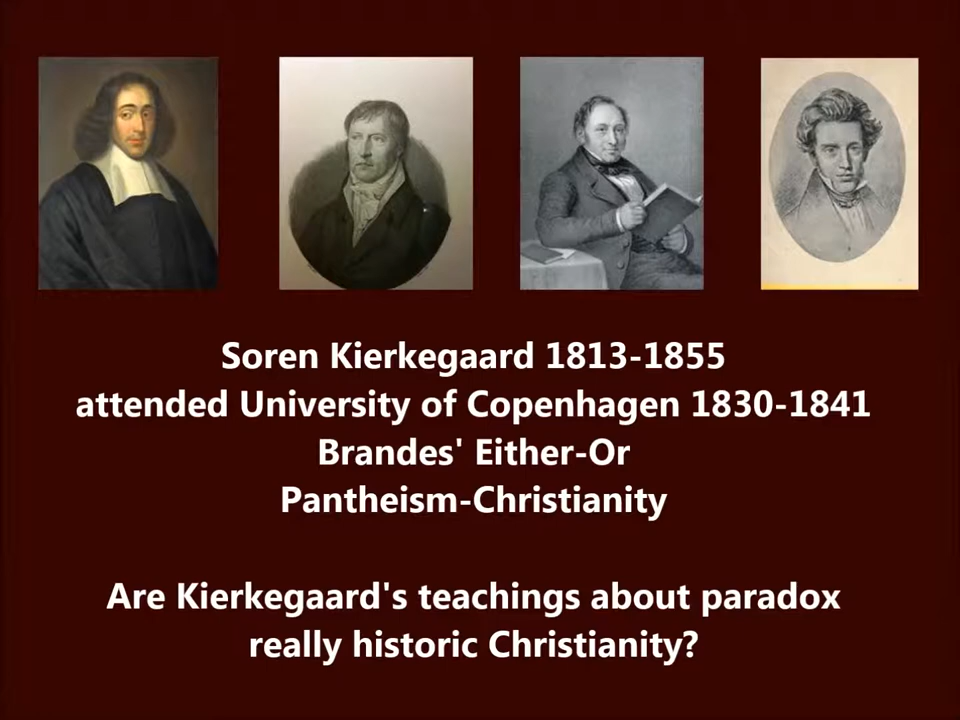 Soren Kierkegaard 1813-1855
attended University of Copenhagen 1830-1841
Brandes' Either-Or
Pantheism-Christianity
Are Kierkegaard's teachings about paradox
really historic Christianity?